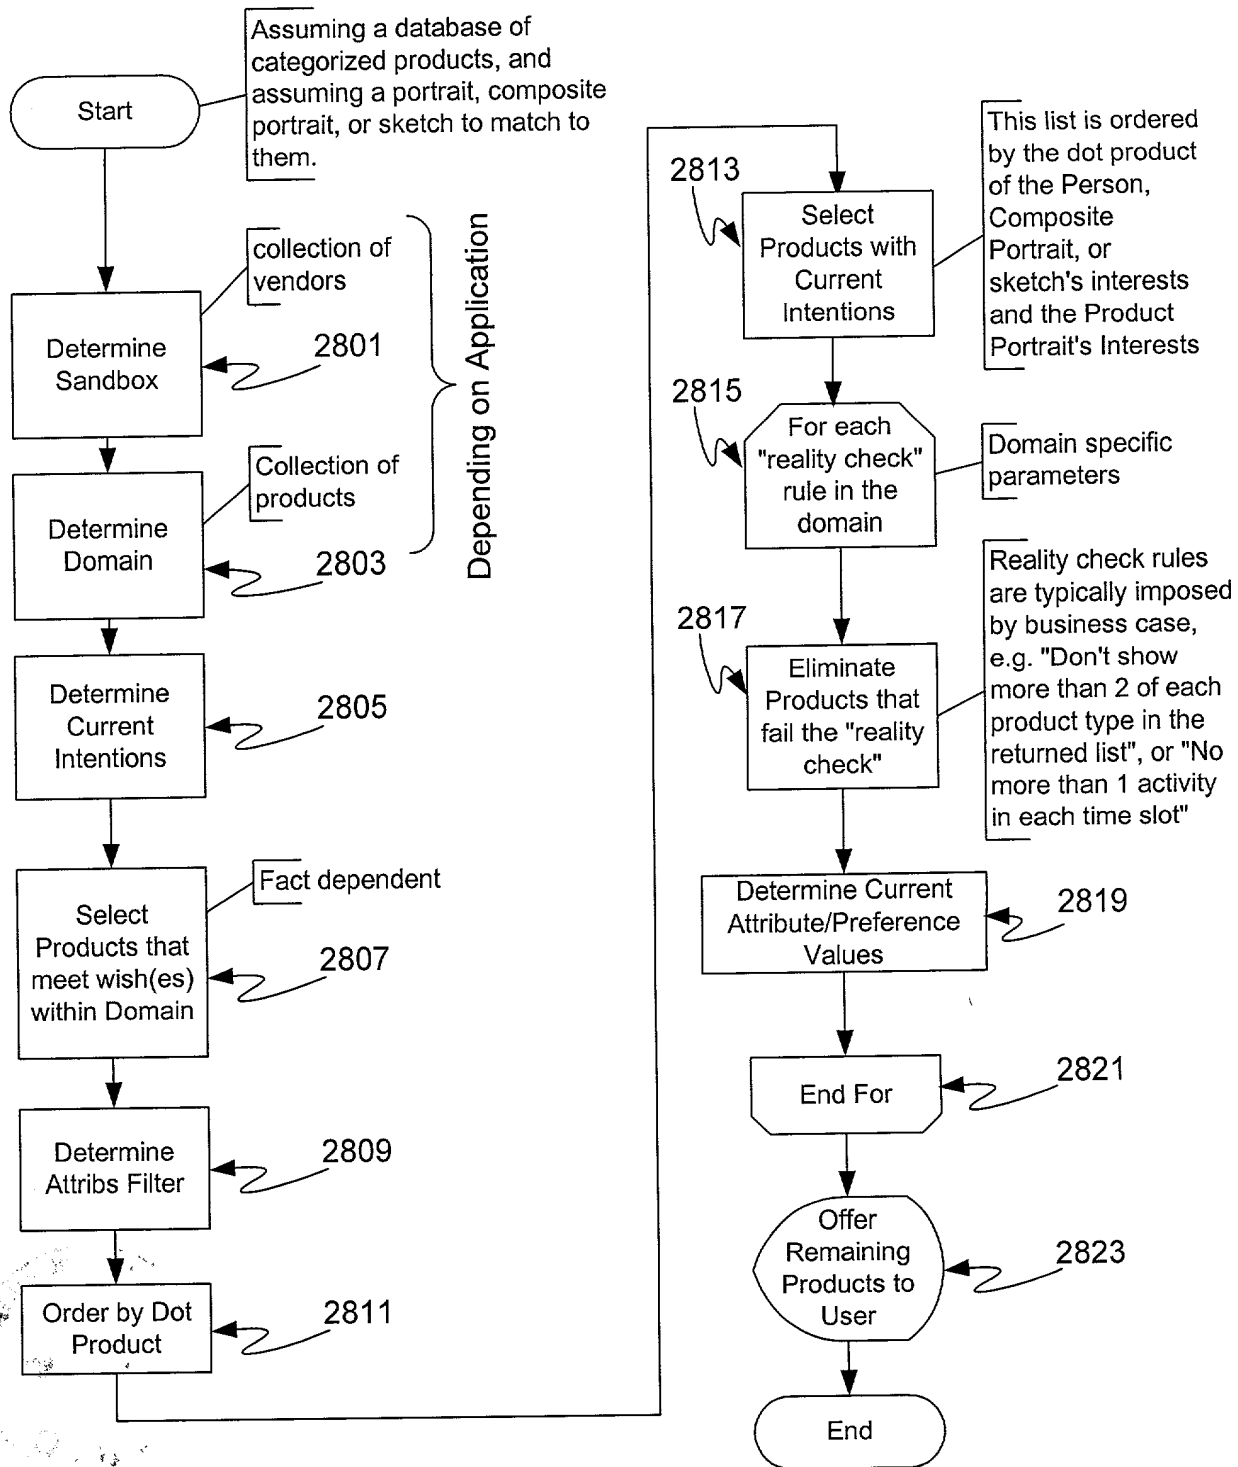 Assuming a database of
categorized products, and
assuming a portrait, composite
portrait, or sketch to match to
them.
Start
collection of
vendors
Determine
Sandbox
2801
Depending on Application
Collection of
products
Determine
Domain
2803
Determine
Current
Intentions
2805
Fact dependent
Select
Products that
meet wish(es)
within Domain
2807
Determine
Attribs Filter
2809
Order by Dot
Product
2811
2813
Select
Products with
Current
Intentions
This list is ordered
by the dot product
of the Person,
Composite
Portrait, or
sketch's interests
and the Product
Portrait's Interests
2815
For each
"reality check"
rule in the
domain
Domain specific
parameters
2817
Eliminate
Products that
fail the "reality
check"
Reality check rules
are typically imposed
by business case,
e.g. "Don't show
more than 2 of each
product type in the
returned list", or "No
more than 1 activity
in each time slot"
Determine Current
Attribute/Preference
Values
2819
End For
2821
Offer
Remaining
Products to
User
2823
End